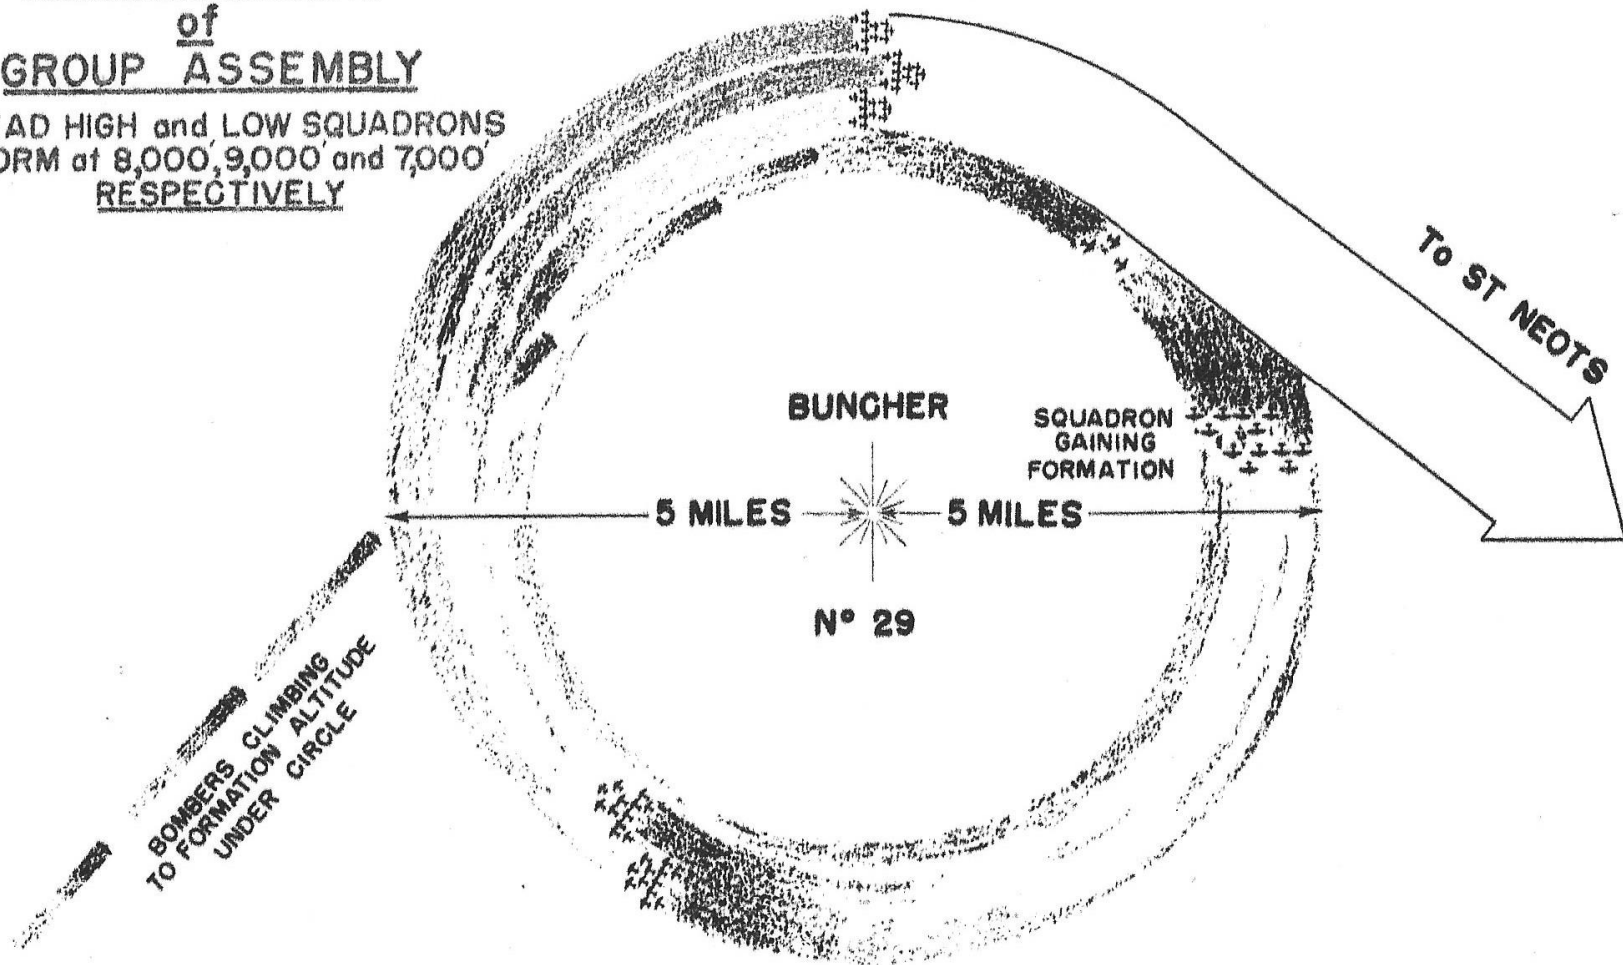 of
GROUP ASSEMBLY
AD HIGH and LOW SQUADRONS
ORM at 8,000', 9,000' and 7,000'
RESPECTIVELY
To ST NEOTS
BUNCHER
SQUADRON
GAINING
FORMATION
5 MILES
5 MILES
Nº 29
BOMBERS CLIMBING
TO FORMATION ALTITUDE
UNDER CIRCLE